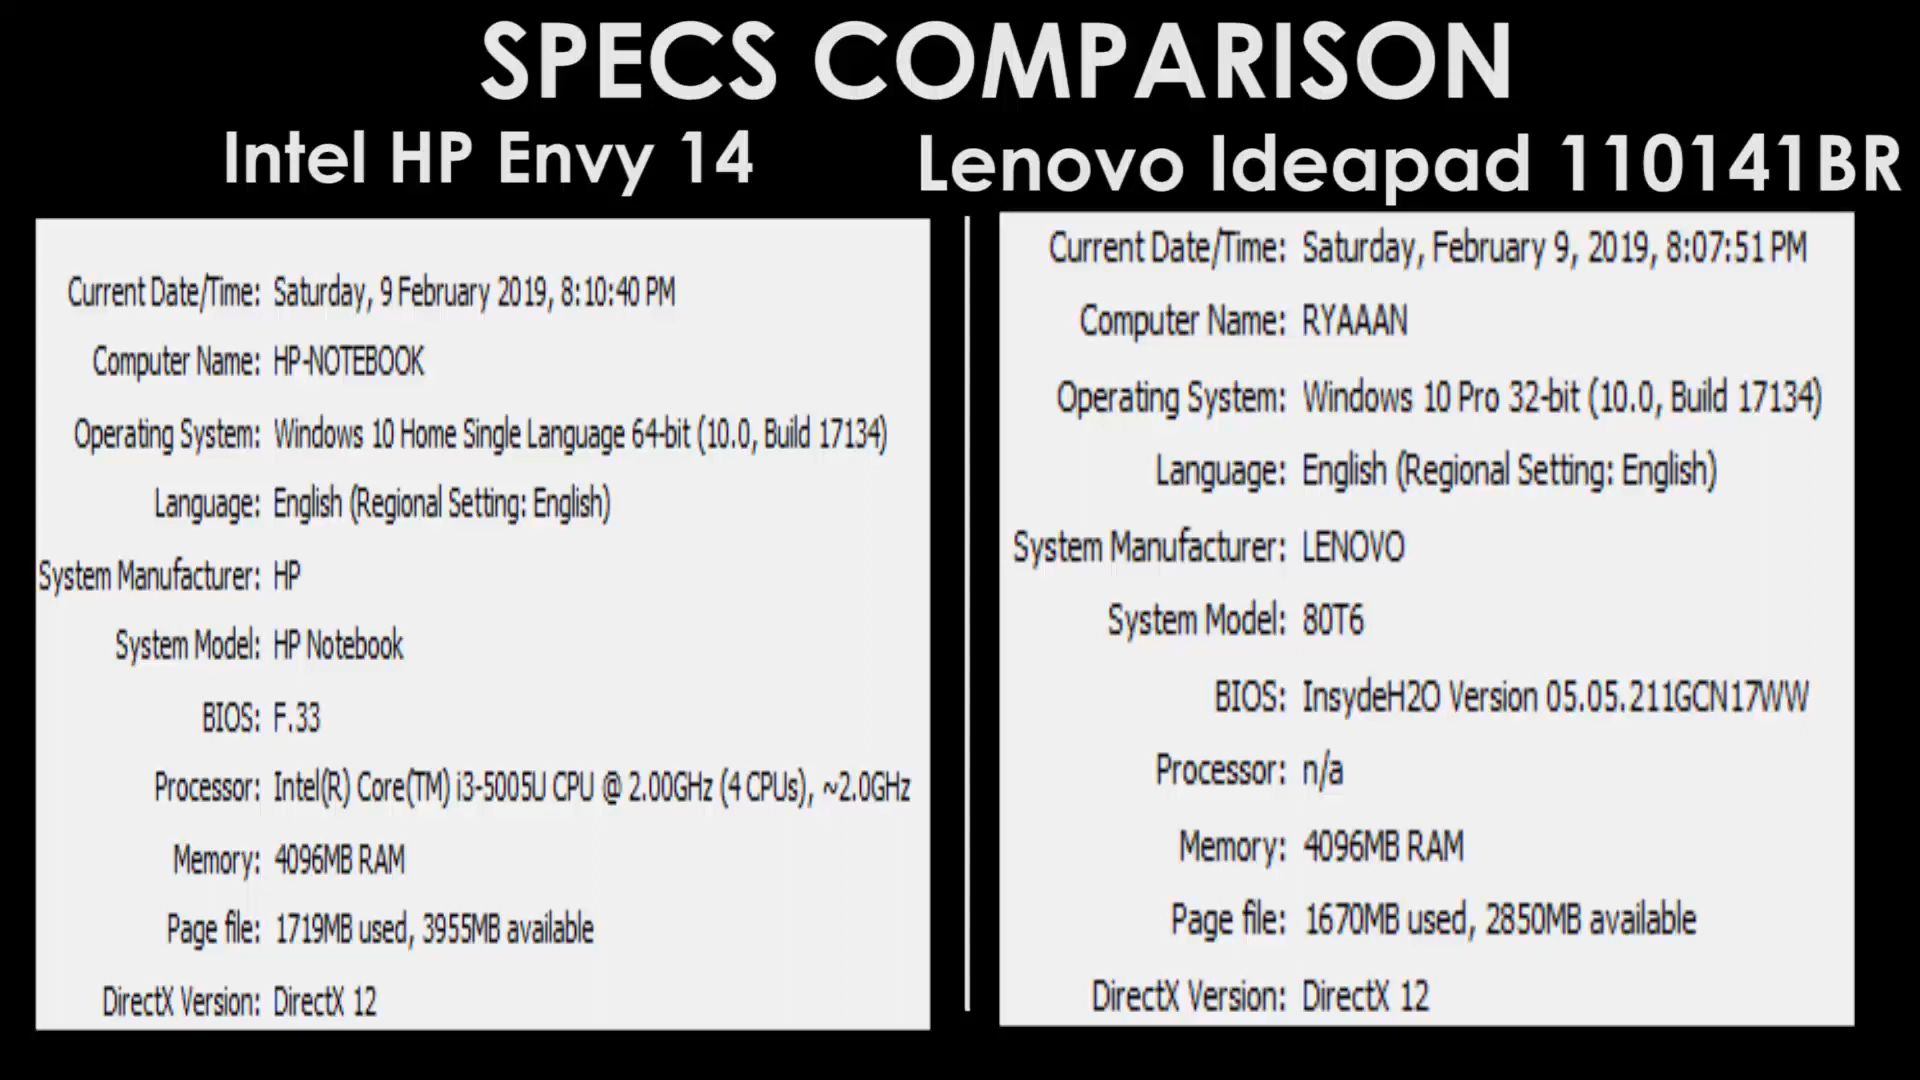 SPECS COMPARISON
Intel HP Envy 14
Current Date/Time: Saturday, 9 February 2019, 8:10:40 PM
Computer Name: HP-NOTEBOOK
Operating System: Windows 10 Home Single Language 64-bit (10.0, Build 17134)
Language: English (Regional Setting: English)
System Manufacturer: HP
System Model: HP Notebook
BIOS: F.33
Processor: Intel(R) Core(TM) i3-5005U CPU @ 2.00GHz (4 CPUs), ~2.0GHz
Memory: 4096MB RAM
Page file: 1719MB used, 3955MB available
DirectX Version: DirectX 12
Lenovo Ideapad 110141BR
Current Date/Time: Saturday, February 9, 2019, 8:07:51 PM
Computer Name: RYAAAN
Operating System: Windows 10 Pro 32-bit (10.0, Build 17134)
Language: English (Regional Setting: English)
System Manufacturer: LENOVO
System Model: 80T6
BIOS: InsydeH2O Version 05.05.211GCN17WW
Processor: n/a
Memory: 4096MB RAM
Page file: 1670MB used, 2850MB available
DirectX Version: DirectX 12